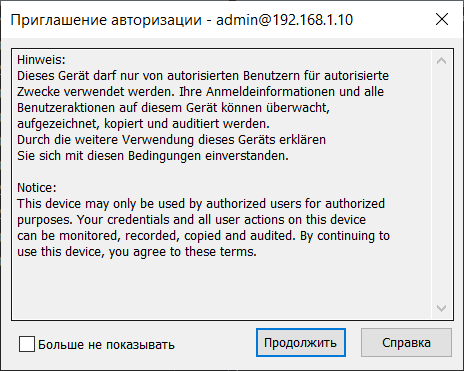 Приглашение авторизации - admin@192.168.1.10
Hinweis:
Dieses Gerät darf nur von autorisierten Benutzern für autorisierte
Zwecke verwendet werden. Ihre Anmeldeinformationen und alle
Benutzeraktionen auf diesem Gerät können überwacht,
aufgezeichnet, kopiert und auditiert werden.
Durch die weitere Verwendung dieses Geräts erklären
Sie sich mit diesen Bedingungen einverstanden.
Notice:
This device may only be used by authorized users for authorized
purposes. Your credentials and all user actions on this device
can be monitored, recorded, copied and audited. By continuing to
use this device, you agree to these terms.
Больше не показывать
Продолжить
Справка